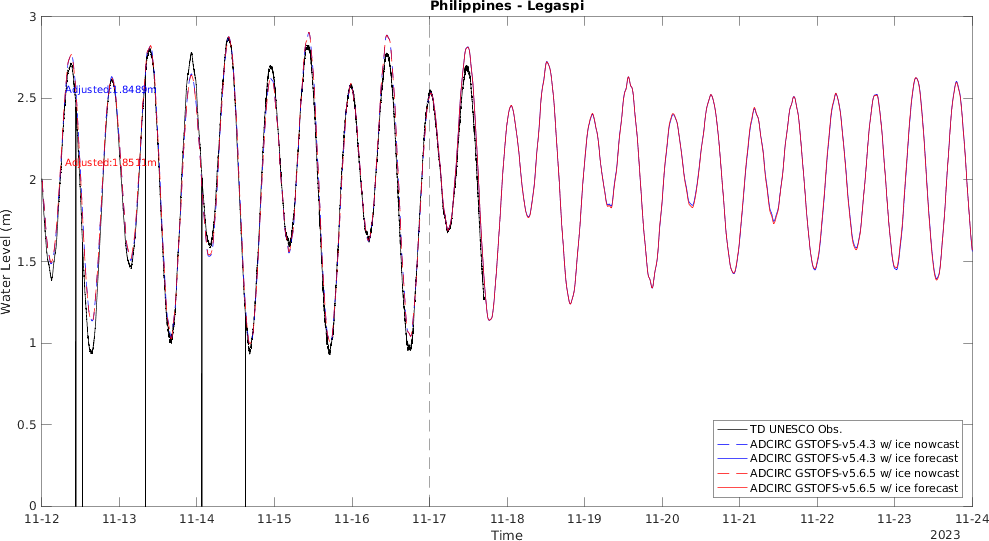 Philippines - Legaspi
3
2.5
2
1.5
1
0.5
0
Water Level (m)
Adjusted:1.8489m
Adjusted:1.8511m
TD UNESCO Obs.
ADCIRC GSTOFS-v5.4.3 w/ ice nowcast
ADCIRC GSTOFS-v5.4.3 w/ ice forecast
ADCIRC GSTOFS-v5.6.5 w/ ice nowcast
ADCIRC GSTOFS-v5.6.5 w/ ice forecast
11-12 11-13 11-14 11-15 11-16 11-17 11-18 11-19 11-20 11-21 11-22 11-23 11-24
Time
2023